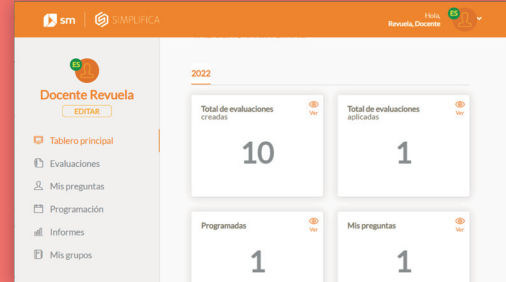 sm SIMPLIFICA
Hola,
Revuela, Docente
ES
ES
Docente Revuela
EDITAR
Tablero principal
Evaluaciones
Mis preguntas
Programación
Informes
Mis grupos
2022
Total de evaluaciones
creadas
Ver
10
Total de evaluaciones
aplicadas
Ver
1
Programadas
Ver
1
Mis preguntas
Ver
1